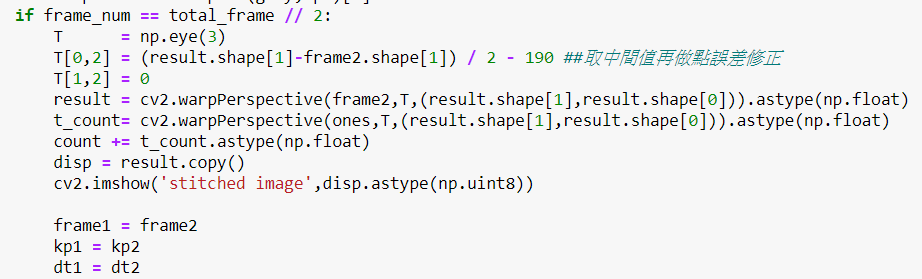 if frame_num == total_frame // 2:
    T      = np.eye(3)
    T[0,2] = (result.shape[1]-frame2.shape[1]) / 2 - 190 ##取中間值再做點誤差修正
    T[1,2] = 0
    result = cv2.warpPerspective(frame2,T,(result.shape[1],result.shape[0])).astype(np.float)
    t_count= cv2.warpPerspective(ones,T,(result.shape[1],result.shape[0])).astype(np.float)
    count += t_count.astype(np.float)
    disp = result.copy()
    cv2.imshow('stitched image',disp.astype(np.uint8))

    frame1 = frame2
    kp1 = kp2
    dt1 = dt2